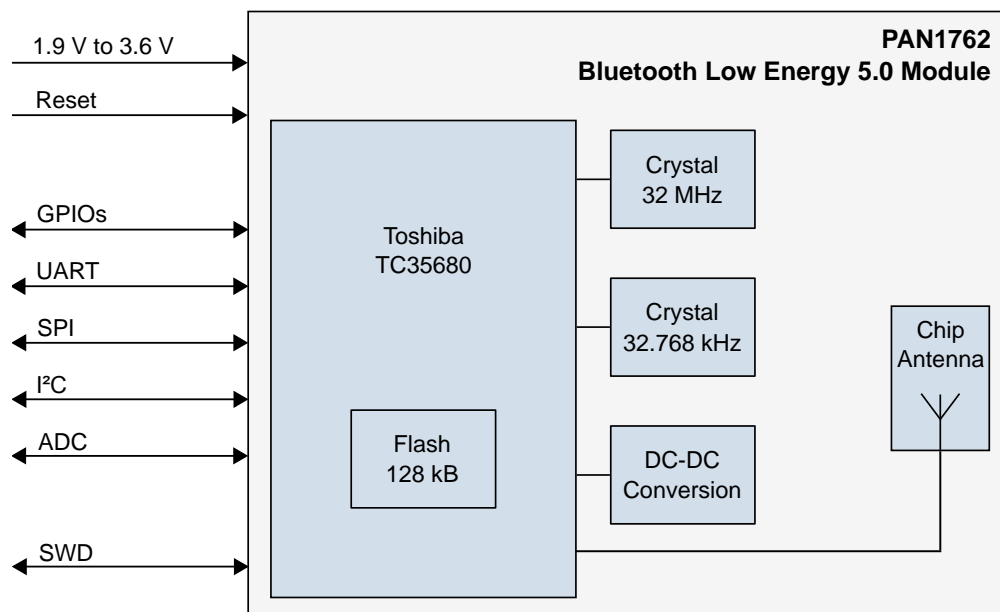 PAN1762
Bluetooth Low Energy 5.0 Module
1.9 V to 3.6 V
Reset
GPIOs
UART
SPI
I²C
ADC
SWD
Toshiba
TC35680
Flash
128 kB
Crystal
32 MHz
Crystal
32.768 kHz
DC-DC
Conversion
Chip
Antenna